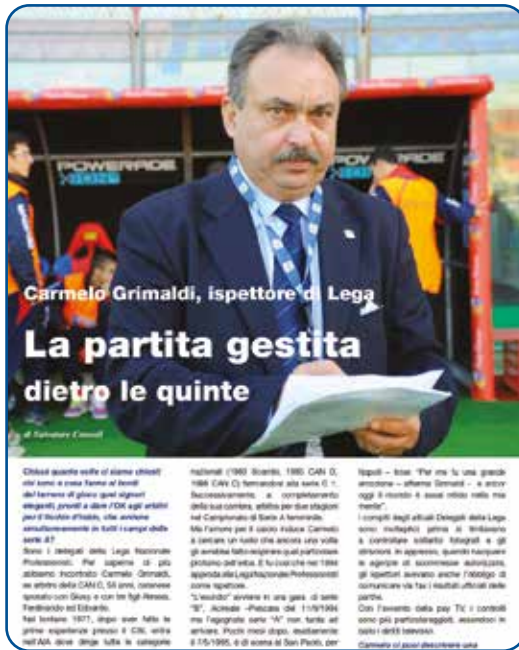 POWERADE
POWERADE
Carmelo Grimaldi, ispettore di Lega
La partita gestita
dietro le quinte
di Salvatore Consoli
Chissà quante volte ci siamo chiesti
chi sono e cosa fanno ai bordi
del terreno di gioco quei signori
eleganti, pronti a dare l'OK agli arbitri
per il fischio d'inizio, che avviene
simultaneamente in tutti i campi della
serie A?
Sono i delegati della Lega Nazionale
Professionisti. Per saperne di più
abbiamo incontrato Carmelo Grimaldi,
ex arbitro della CAN D, 54 anni, catanese
sposato con Giusy e con tre figli Alessio,
Ferdinando ed Edoardo.
Nel lontano 1977, dopo aver fatto le
prime esperienze presso il CSI, entra
nell'AIA dove dirige tutte le categorie
nazionali (1980 Scambi, 1985 CAN D,
1986 CAN C) fermandosi alla serie C 1.
Successivamente, a completamento
della sua carriera, arbitra per due stagioni
nel Campionato di Serie A femminile.
Ma l'amore per il calcio induce Carmelo
a cercare un ruolo che ancora una volta
gli avrebbe fatto respirare quel particolare
profumo dell'erba. E fu così che nel 1994
approda alla Lega Nazionale Professionisti
come ispettore.
"L'esordio" avviene in una gara di serie
"B", Acireale -Pescara del 11/9/1994
ma l'agognata serie "A" non tarda ad
arrivare. Pochi mesi dopo, esattamente
il 7/5/1995, è di scena al San Paolo, per
Napoli – "Per me fu una grande
emozione – afferma Grimaldi - e ancor
oggi il mondo è assai nitido nella mia
mente".
I compiti degli attuali Delegati della Lega
sono molteplici: prima si limitavano
a controllare soltanto fotografi e gli
striscioni. In appresso, quando nacquero
le agenzie di scommesse autorizzate,
gli ispettori avevano anche l'obbligo di
comunicare via fax i risultati ufficiali delle
partite.
Con l'avvento della pay TV, i controlli
sono più particolareggiati, essendoci in
ballo i diritti televisivi.
Carmelo ci puoi descrivere una